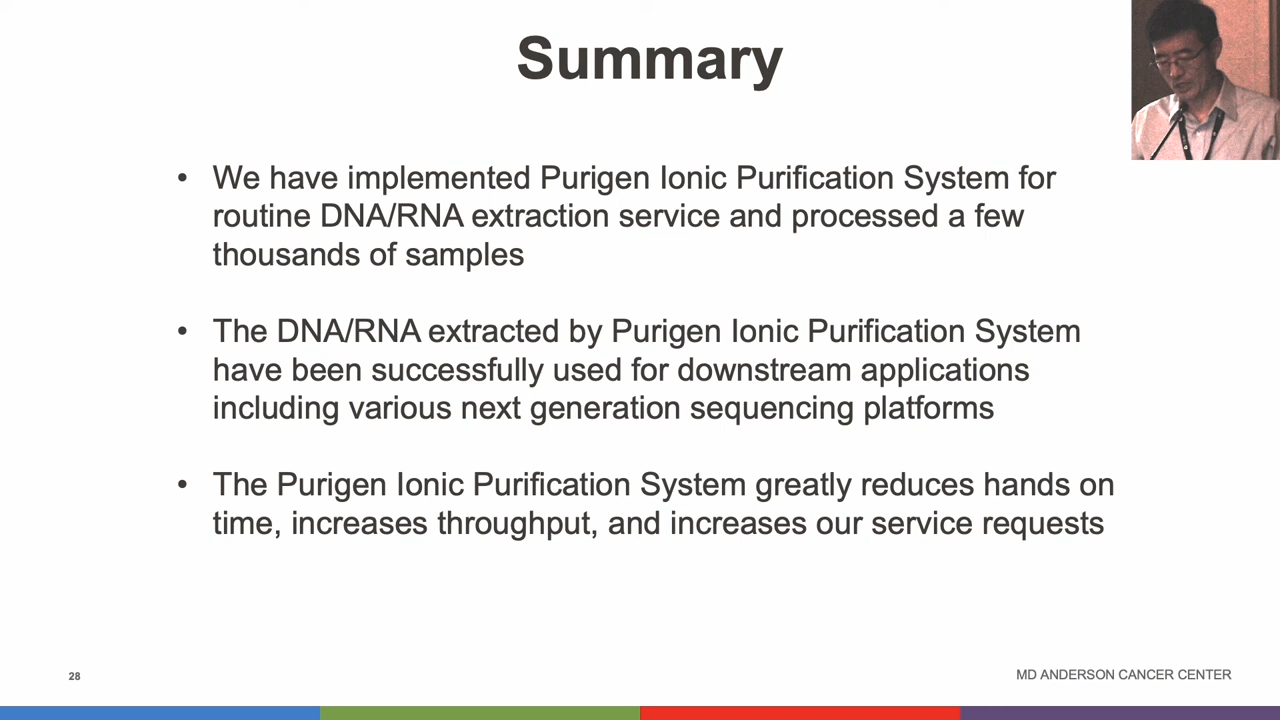 Summary
• We have implemented Purigen Ionic Purification System for
routine DNA/RNA extraction service and processed a few
thousands of samples
• The DNA/RNA extracted by Purigen Ionic Purification System
have been successfully used for downstream applications
including various next generation sequencing platforms
• The Purigen Ionic Purification System greatly reduces hands on
time, increases throughput, and increases our service requests
28
MD ANDERSON CANCER CENTER